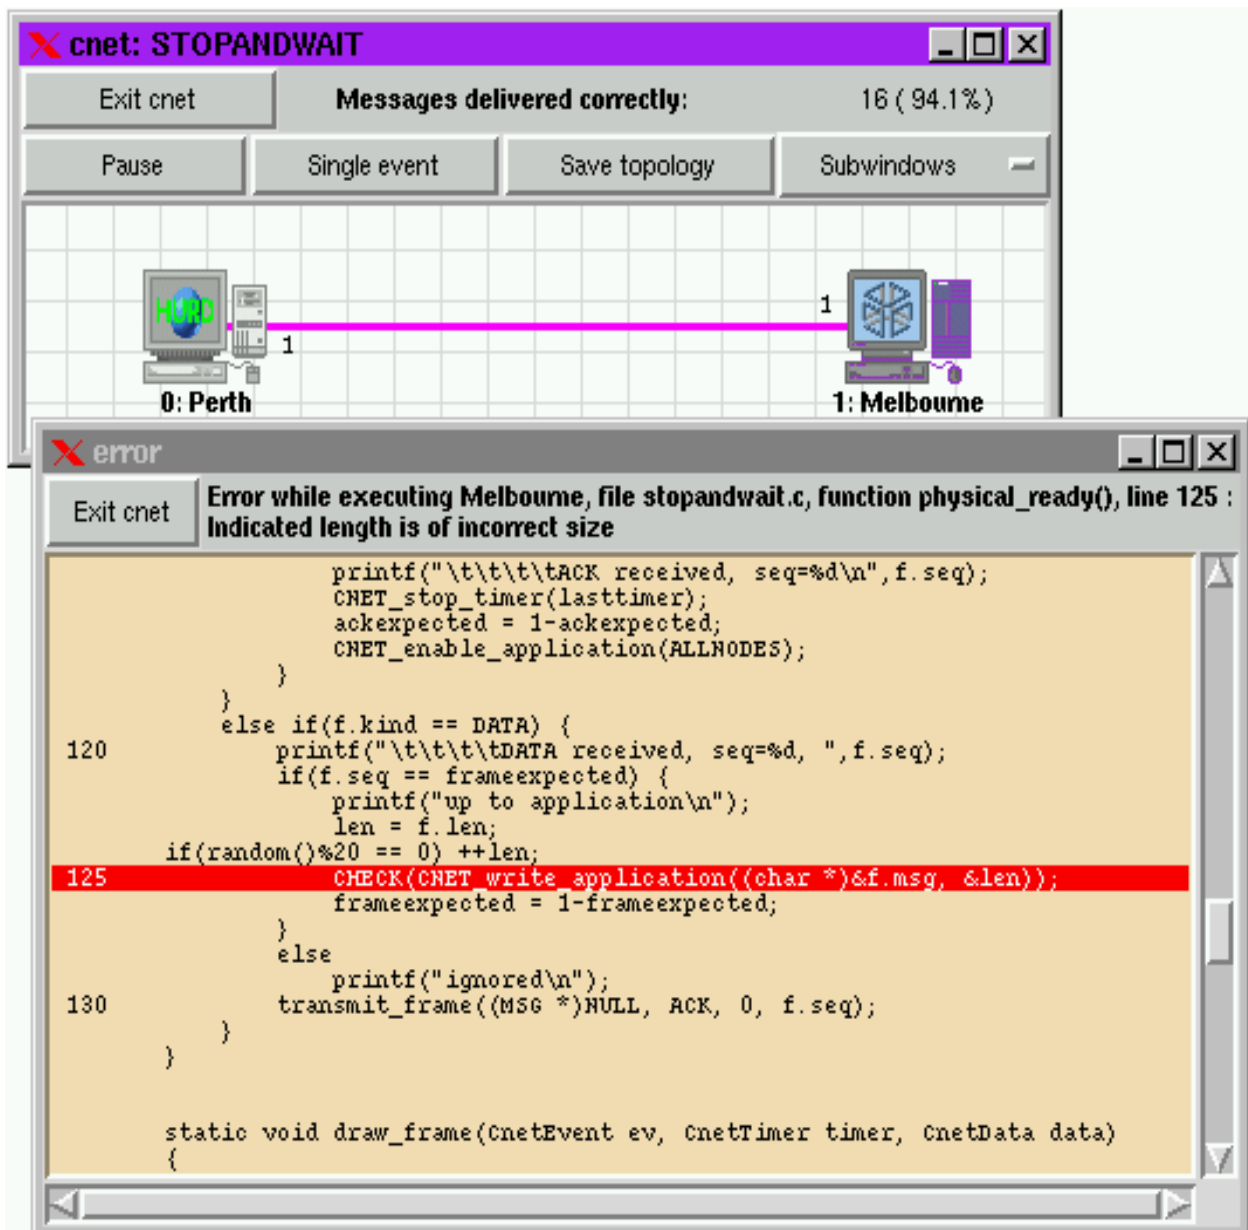 cnet: STOPANDWAIT
Exit cnet Messages delivered correctly: 16 ( 94.1%)
Pause Single event Save topology Subwindows
HURD
1
1
0: Perth 1: Melbourne
error
Exit cnet
Error while executing Melbourne, file stopandwait.c, function physical_ready(), line 125 :
Indicated length is of incorrect size
printf("\t\t\t\tACK received, seq=%d\n",f.seq);
CNET_stop_timer(lasttimer);
ackexpected = 1-ackexpected;
CNET_enable_application(ALLNODES);
}
}
else if(f.kind == DATA) {
120 printf("\t\t\t\tDATA received, seq=%d, ",f.seq);
if(f.seq == frameexpected) {
printf("up to application\n");
len = f.len;
if(random()%20 == 0) ++len;
125 CHECK(CNET_write_application((char *)&f.msg, &len));
frameexpected = 1-frameexpected;
}
else
printf("ignored\n");
130 transmit_frame((MSG *)NULL, ACK, 0, f.seq);
}
}
static void draw_frame(CnetEvent ev, CnetTimer timer, CnetData data)
{